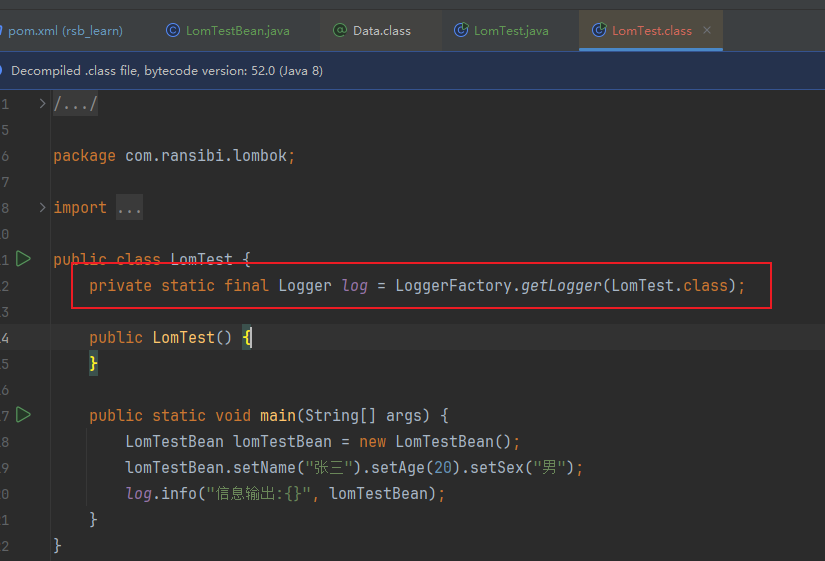 pom.xml (rsb_learn) LomTestBean.java Data.class LomTest.java LomTest.class
Decompiled .class file, bytecode version: 52.0 (Java 8)
1 /.../
5
6 package com.ransibi.lombok;
7
8 import ...
0
1 public class LomTest {
2 private static final Logger log = LoggerFactory.getLogger(LomTest.class);
3
4 public LomTest() {
5 }
6
7 public static void main(String[] args) {
8 LomTestBean lomTestBean = new LomTestBean();
9 lomTestBean.setName("张三").setAge(20).setSex("男");
0 log.info("信息输出:{}", lomTestBean);
1 }
2 }